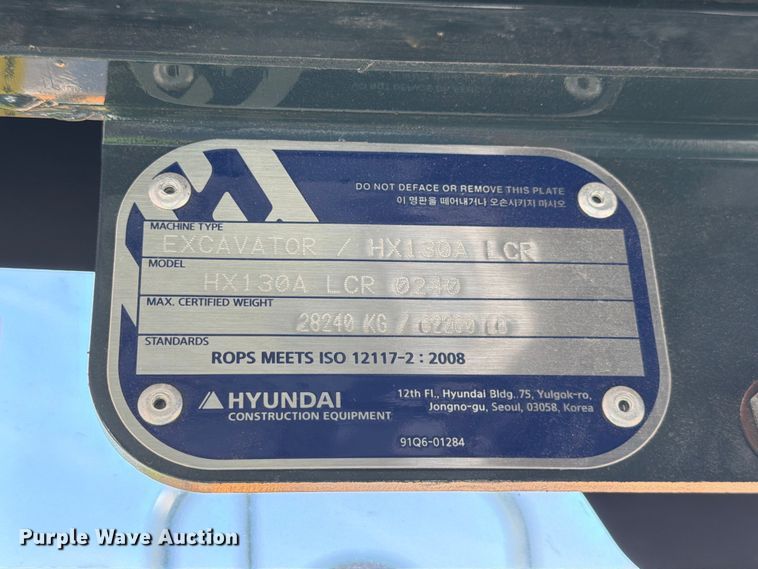 DO NOT DEFACE OR REMOVE THIS PLATE
이 명판을 떼어내거나 오손시키지 마시오
MACHINE TYPE
EXCAVATOR / HX130A LCR
MODEL
HX130A LCR 0240
MAX. CERTIFIED WEIGHT
28240 KG / LB
STANDARDS
ROPS MEETS ISO 12117-2 : 2008
HYUNDAI
CONSTRUCTION EQUIPMENT
12th Fl., Hyundai Bldg. 75, Yulgok-ro,
Jongno-gu, Seoul, 03058, Korea
91Q6-01284
Purple Wave Auction